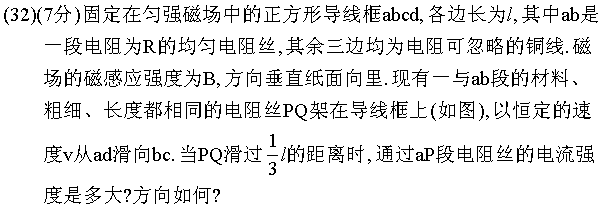 (32)(7分)固定在匀强磁场中的正方形导线框abcd,各边长为l,其中ab是
一段电阻为R的均匀电阻丝,其余三边均为电阻可忽略的铜线.磁
场的磁感应强度为B,方向垂直纸面向里.现有一与ab段的材料、
粗细、长度都相同的电阻丝PQ架在导线框上(如图),以恒定的速
度v从ad滑向bc.当PQ滑过1/3 l的距离时,通过aP段电阻丝的电流强
度是多大?方向如何?